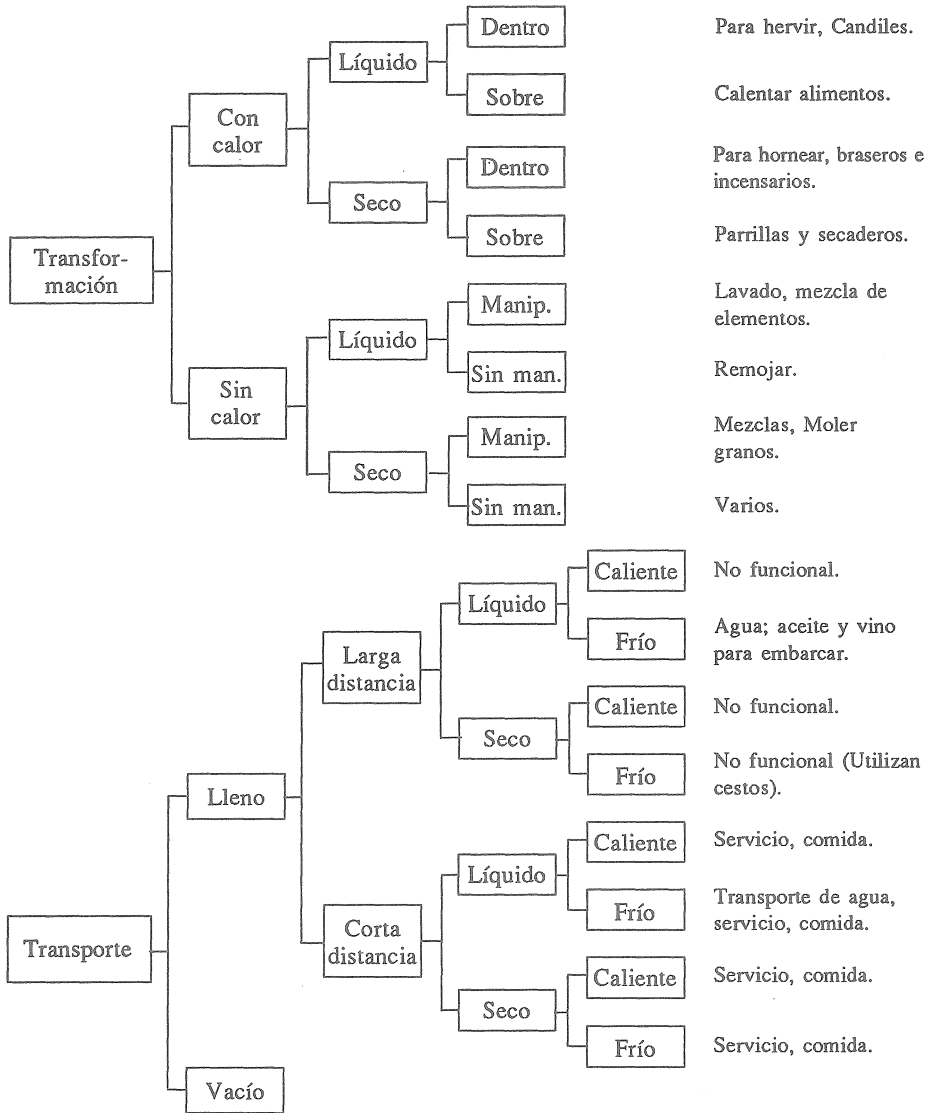 Dentro
Para hervir, Candiles.
Líquido
Sobre
Calentar alimentos.
Con
calor
Dentro
Para hornear, braseros e
incensarios.
Seco
Sobre
Parrillas y secaderos.
Transfor-
mación
Manip.
Lavado, mezcla de
elementos.
Líquido
Sin man.
Remojar.
Sin
calor
Manip.
Mezclas, Moler
granos.
Seco
Sin man.
Varios.
Caliente
No funcional.
Líquido
Frío
Agua; aceite y vino
para embarcar.
Larga
distancia
Caliente
No funcional.
Seco
Frío
No funcional (Utilizan
cestos).
Lleno
Caliente
Servicio, comida.
Líquido
Frío
Transporte de agua,
servicio, comida.
Corta
distancia
Transporte
Caliente
Servicio, comida.
Seco
Frío
Servicio, comida.
Vacío